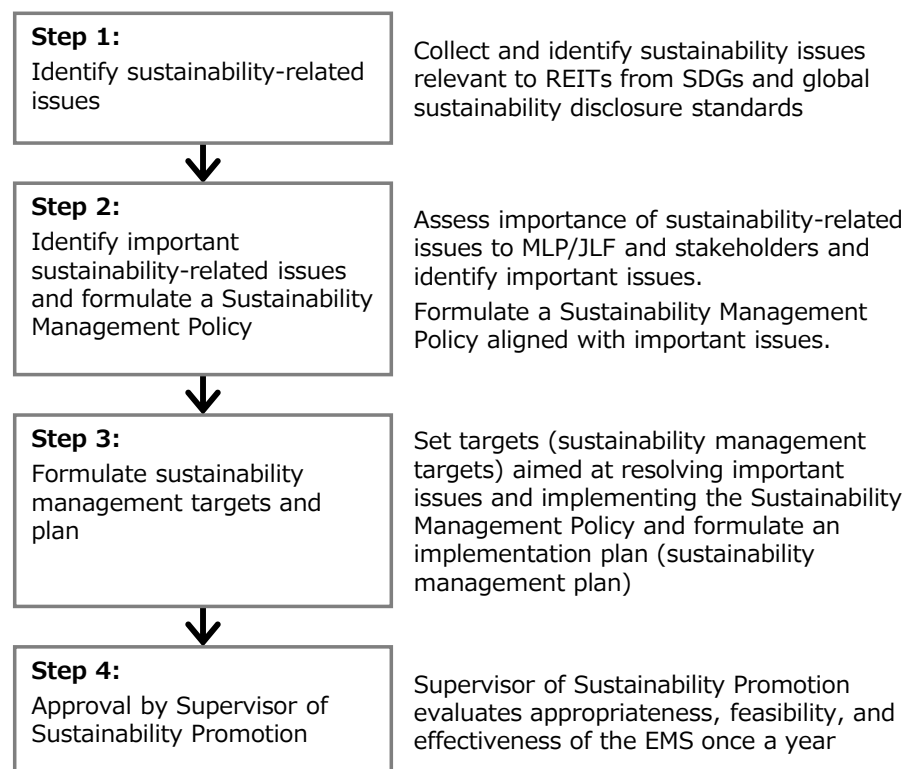 Step 1:
Identify sustainability-related
issues
Collect and identify sustainability issues
relevant to REITs from SDGs and global
sustainability disclosure standards
Step 2:
Identify important
sustainability-related issues
and formulate a Sustainability
Management Policy
Assess importance of sustainability-related
issues to MLP/JLF and stakeholders and
identify important issues.
Formulate a Sustainability Management
Policy aligned with important issues.
Step 3:
Formulate sustainability
management targets and
plan
Set targets (sustainability management
targets) aimed at resolving important
issues and implementing the Sustainability
Management Policy and formulate an
implementation plan (sustainability
management plan)
Step 4:
Approval by Supervisor of
Sustainability Promotion
Supervisor of Sustainability Promotion
evaluates appropriateness, feasibility, and
effectiveness of the EMS once a year